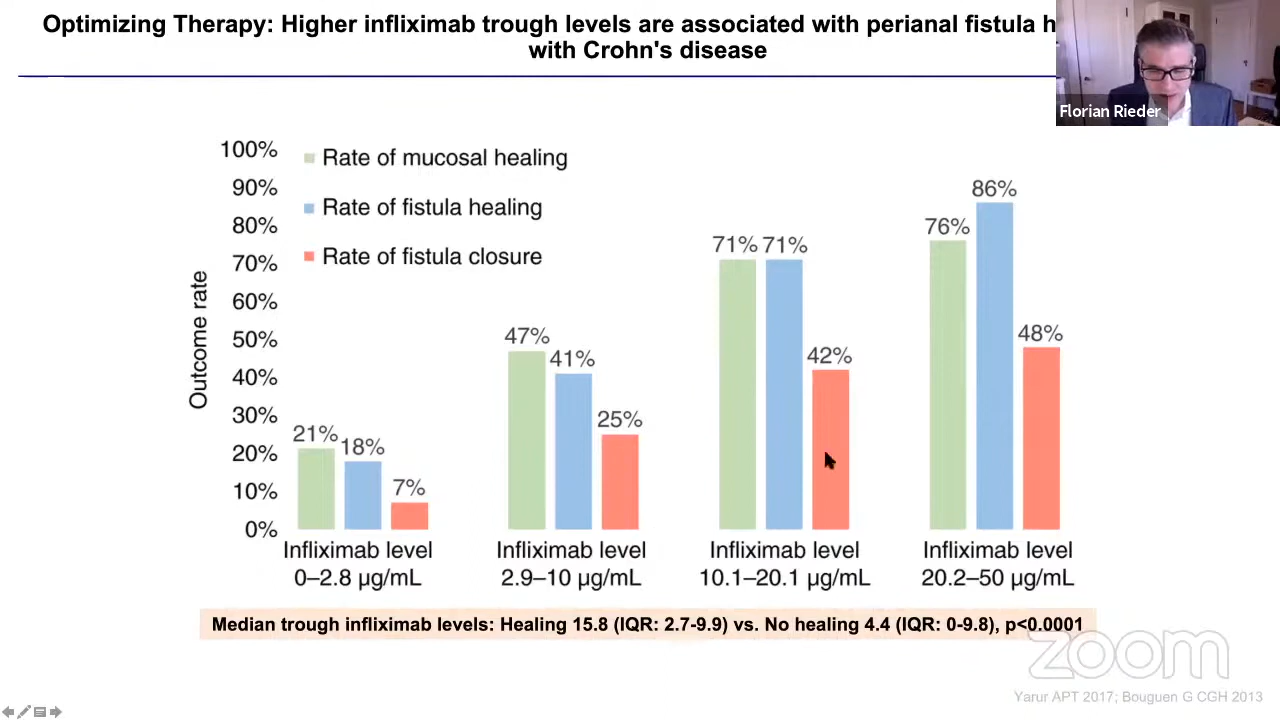 Optimizing Therapy: Higher infliximab trough levels are associated with perianal fistula
with Crohn's disease
Florian Rieder
100%
90%
80%
70%
60%
50%
40%
30%
20%
10%
0%
Outcome rate
Rate of mucosal healing
Rate of fistula healing
Rate of fistula closure
21% 18% 7%
47% 41% 25%
71% 71% 42%
76% 86% 48%
Infliximab level
0–2.8 µg/mL
Infliximab level
2.9–10 µg/mL
Infliximab level
10.1–20.1 µg/mL
Infliximab level
20.2–50 µg/mL
Median trough infliximab levels: Healing 15.8 (IQR: 2.7-9.9) vs. No healing 4.4 (IQR: 0-9.8), p<0.0001
zoom
Yarur APT 2017; Bouguen G CGH 2013